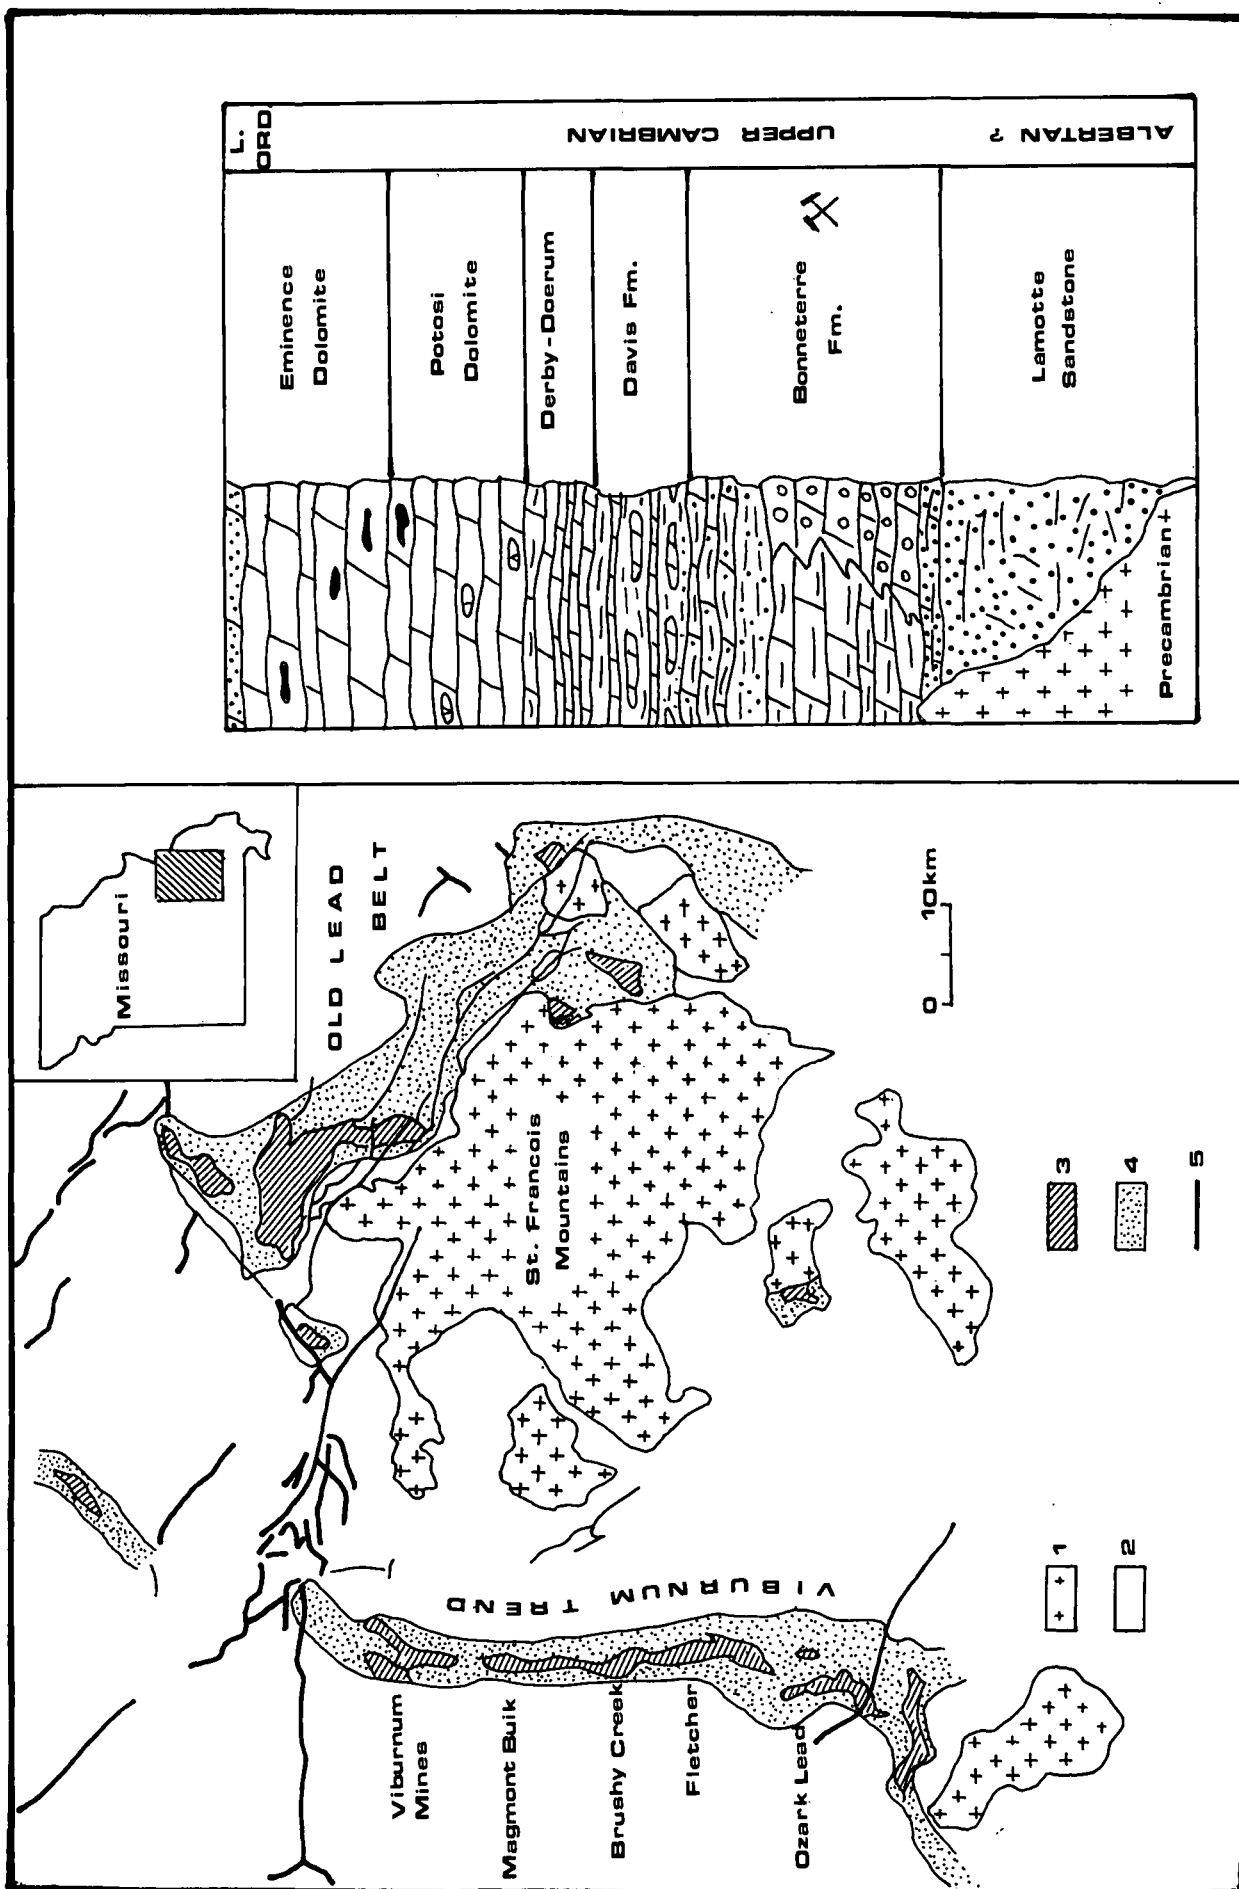 L.
ORD.
UPPER CAMBRIAN
ALBERTAN ?
Eminence
Dolomite
Potosi
Dolomite
Derby-Doerum
Davis Fm.
Bonneterre
Fm.
Lamotte
Sandstone
Precambrian
Missouri
OLD LEAD
BELT
St. Francois
Mountains
VIBURNUM TREND
Viburnum
Mines
Magmont Buik
Brushy Creek
Fletcher
Ozark Lead
0 10km
1
2
3
4
5